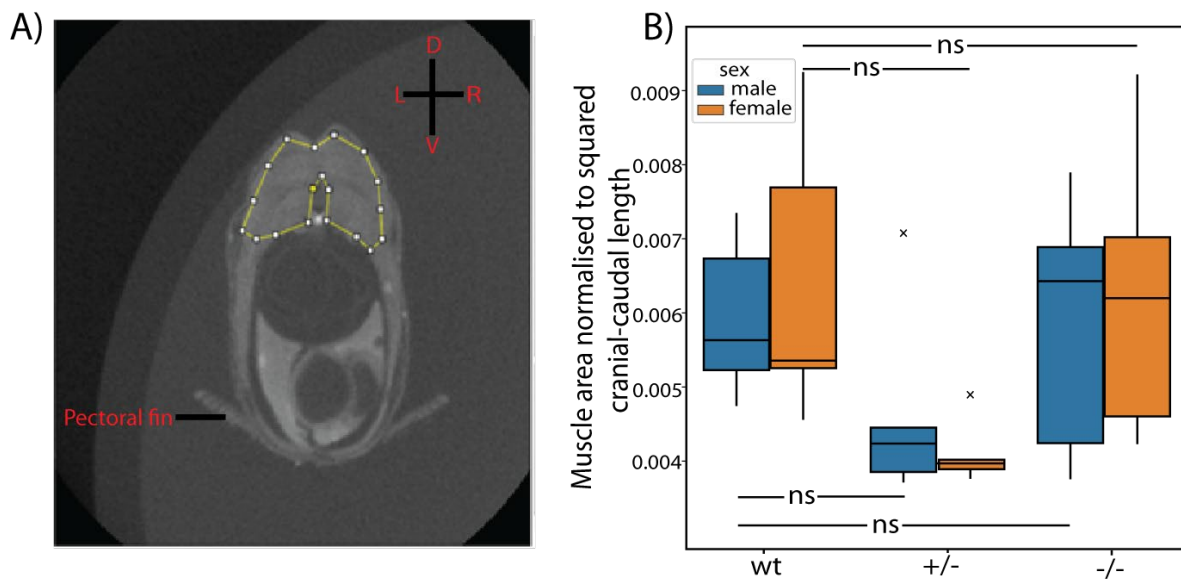 A)
D
L
R
V
Pectoral fin
B)
Muscle area normalised to squared
cranial-caudal length
0.009
0.008
0.007
0.006
0.005
0.004
sex
male
female
ns
ns
×
×
ns
ns
wt
+/-
-/-